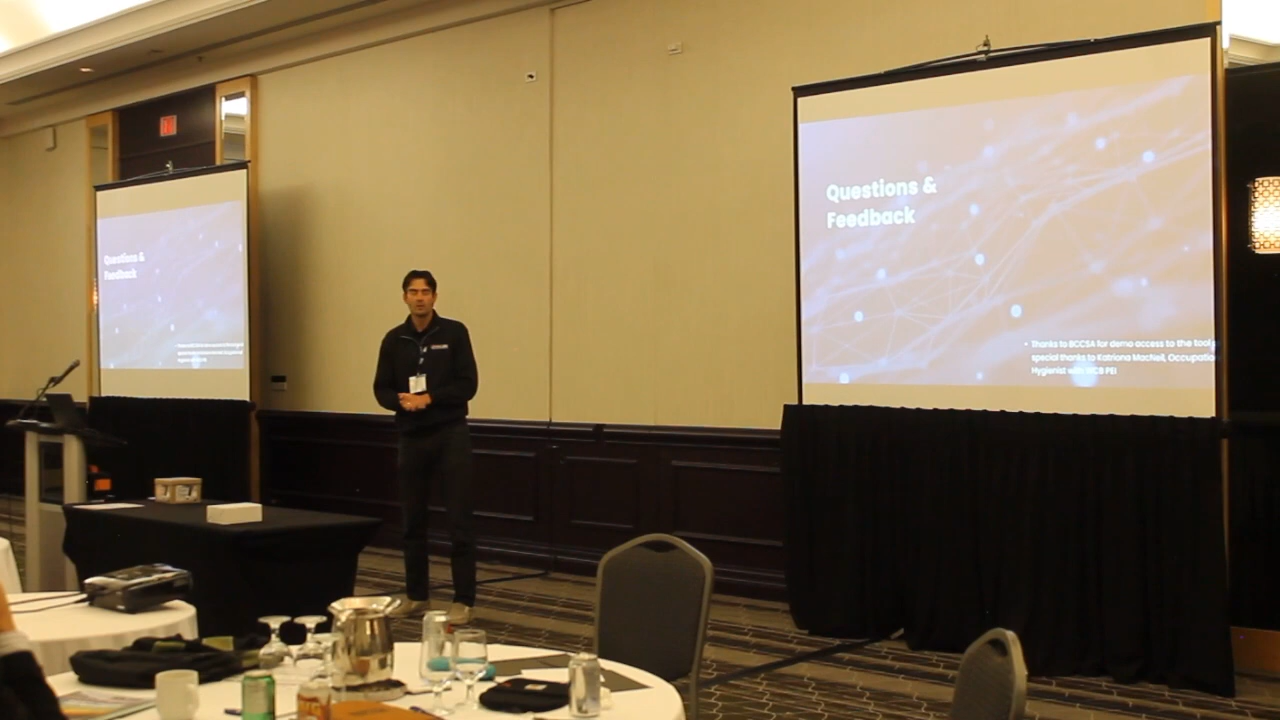 Questions &
Feedback
Questions &
Feedback
• Thanks to BCCSA for demo access to the tool
special thanks to Katriona MacNeil, Occupatio
Hygienist with WCB PEI